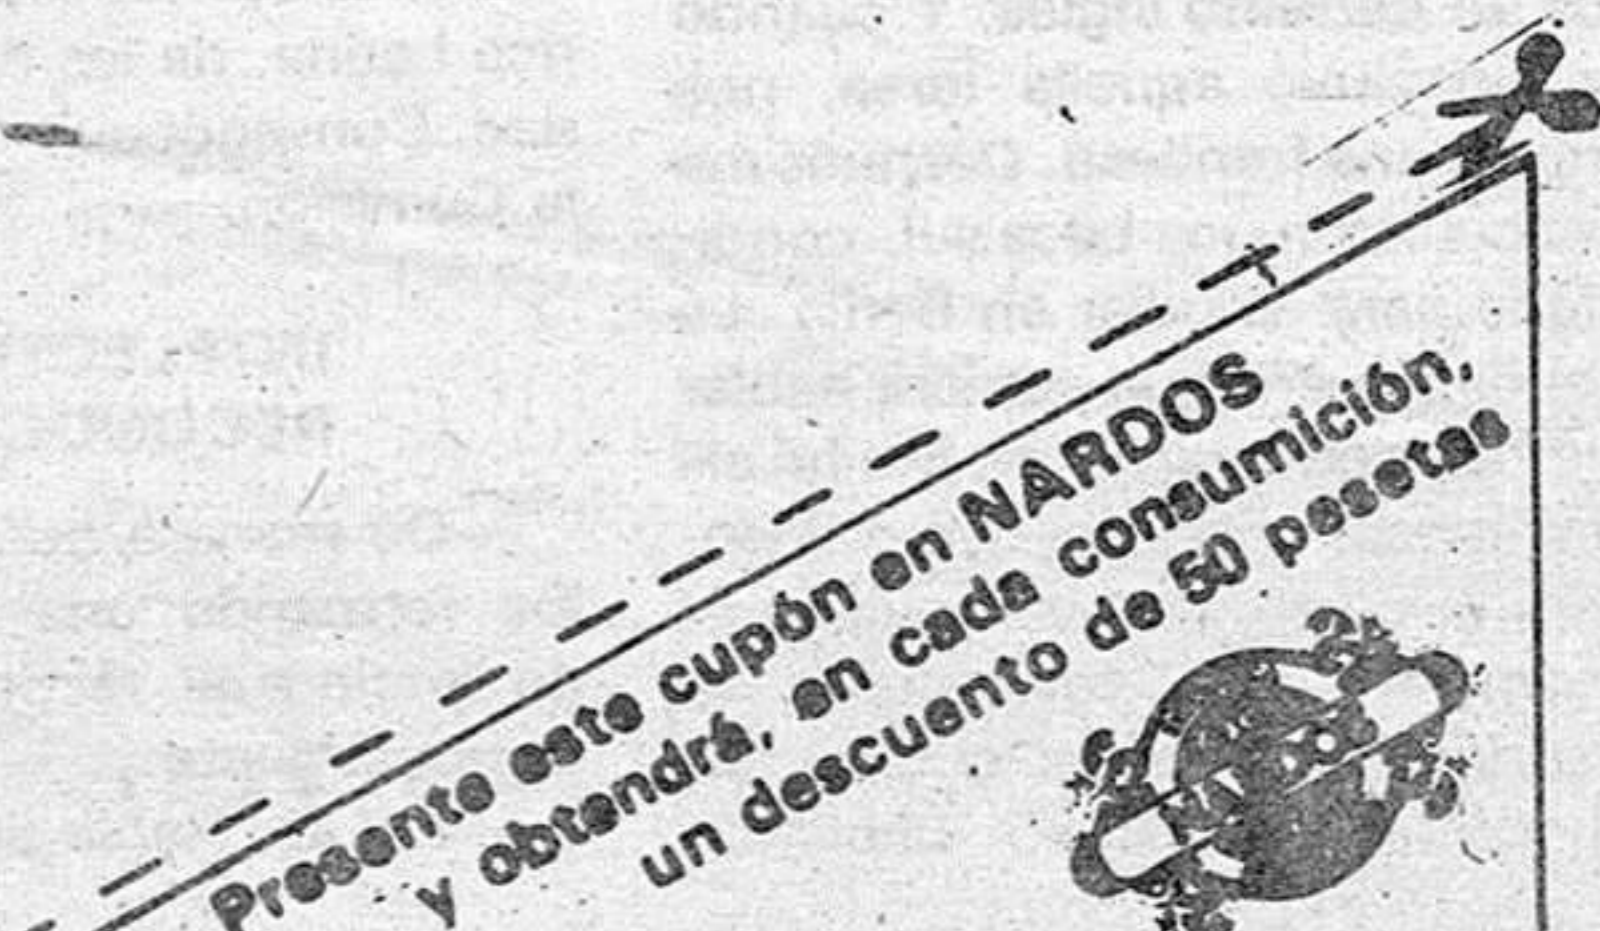 Presente este cupón en NARDOS
y obtendrá, en cada consumición,
un descuento de 50 pesetas